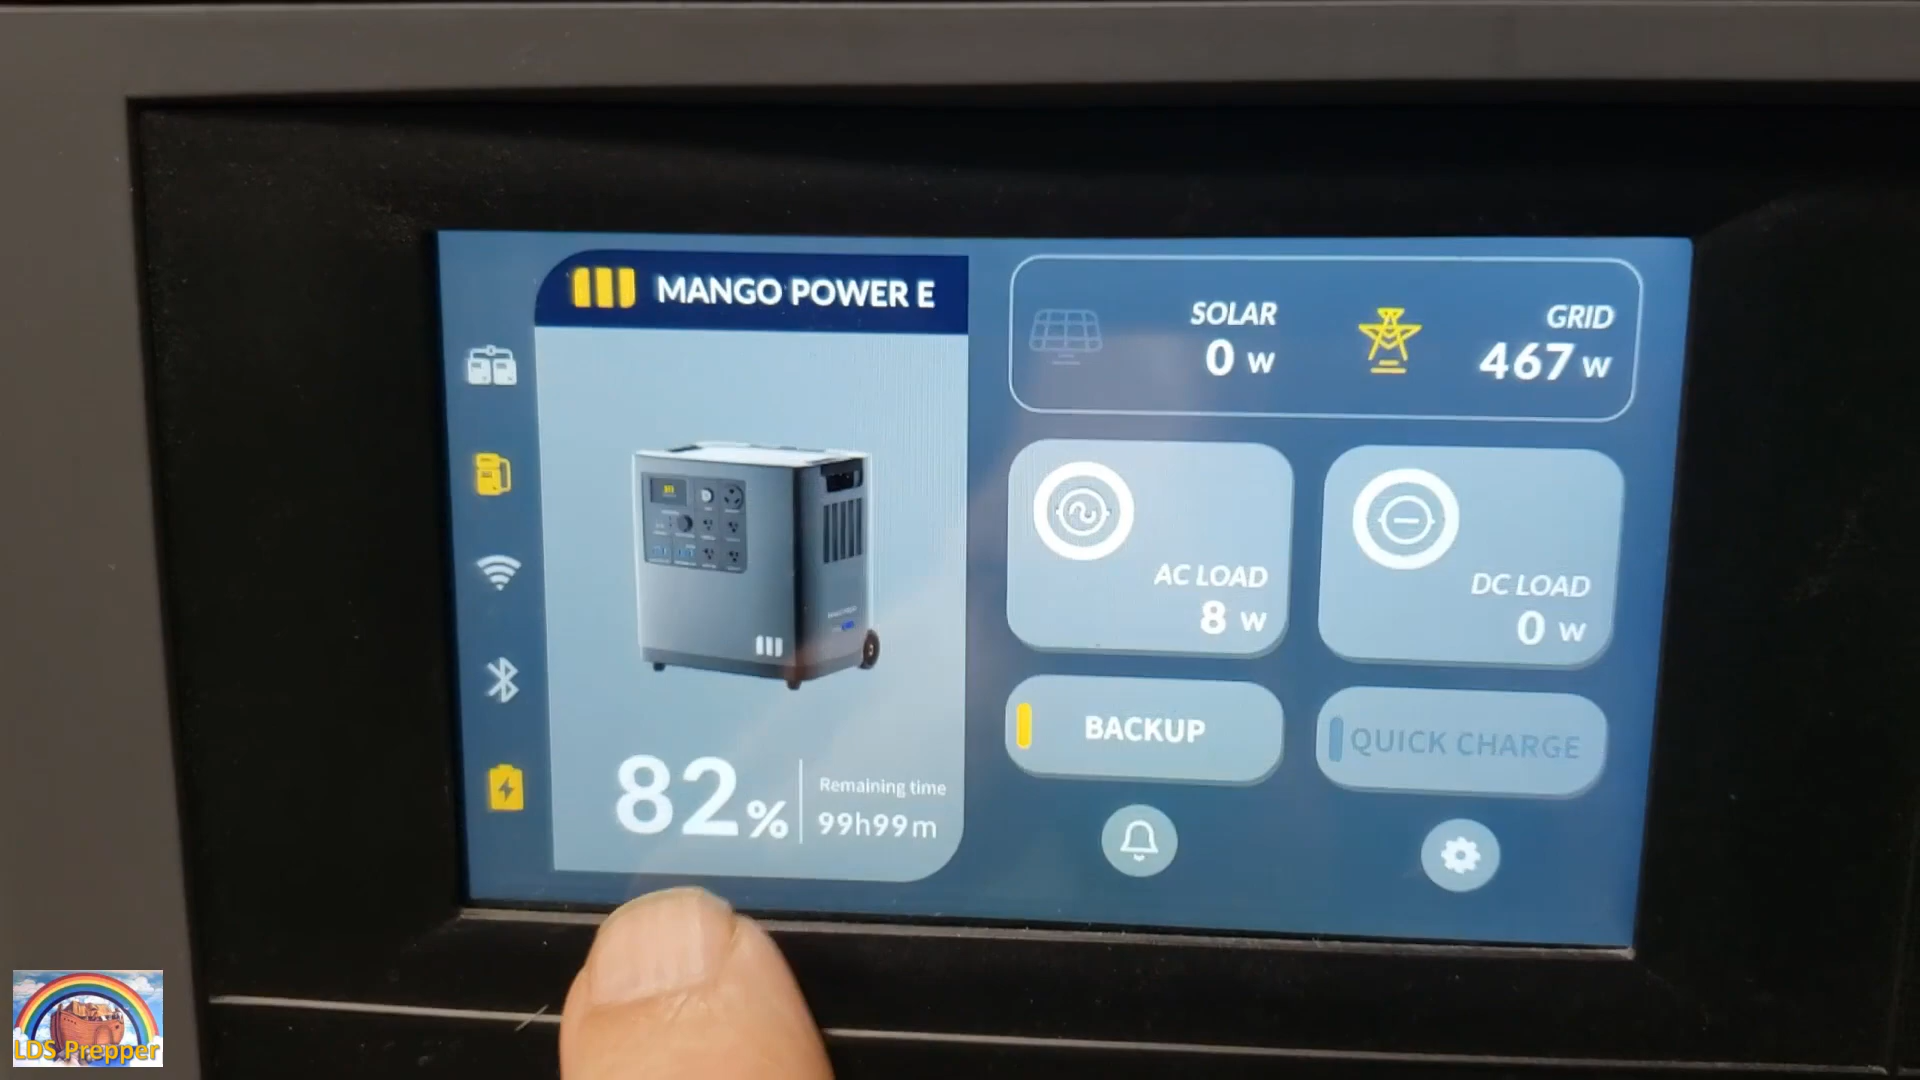 MANGO POWER E
82%
Remaining time
99h99m
SOLAR
0 W
GRID
467 W
AC LOAD
8 W
DC LOAD
0 W
BACKUP
QUICK CHARGE
LDS Prepper